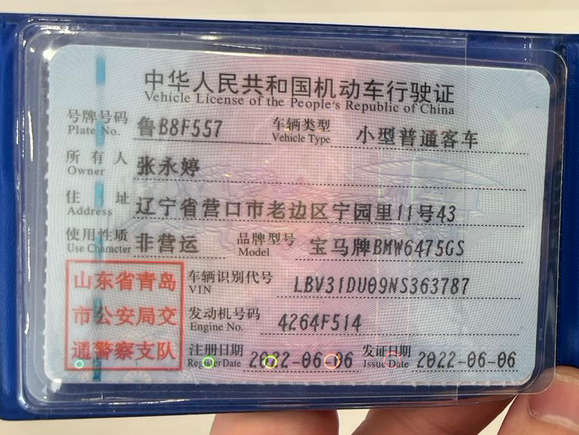 中华人民共和国机动车行驶证
Vehicle License of the People's Republic of China
号牌号码 鲁B8F557 车辆类型 小型普通客车
Plate No. Vehicle Type
所有人 张永婷
Owner
住址 辽宁省营口市老边区宁园里11号43
Address
使用性质 非营运 品牌型号 宝马牌BMW6475GS
Use Character Model
山东省青岛
市公安局交
通警察支队
车辆识别代号 LBV31DU09NS363787
VIN
发动机号码 4264F514
Engine No.
注册日期 2022-06-06 发证日期 2022-06-06
Register Date Issue Date